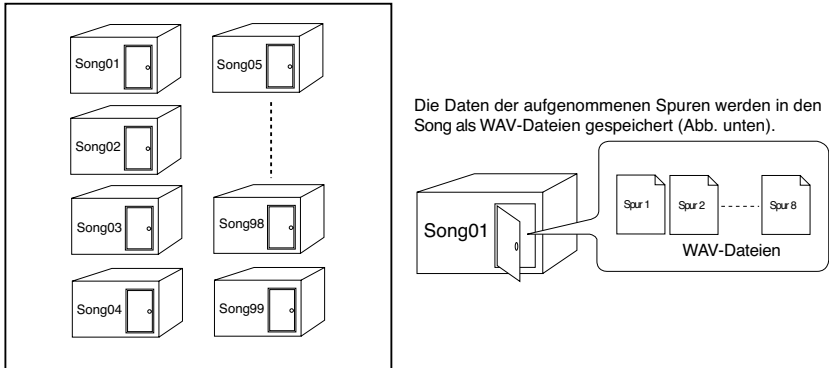 Song01
Song05
Song02
Song03
Song98
Song04
Song99
Die Daten der aufgenommenen Spuren werden in den
Song als WAV-Dateien gespeichert (Abb. unten).
Song01
Spur 1
Spur 2
Spur 8
WAV-Dateien